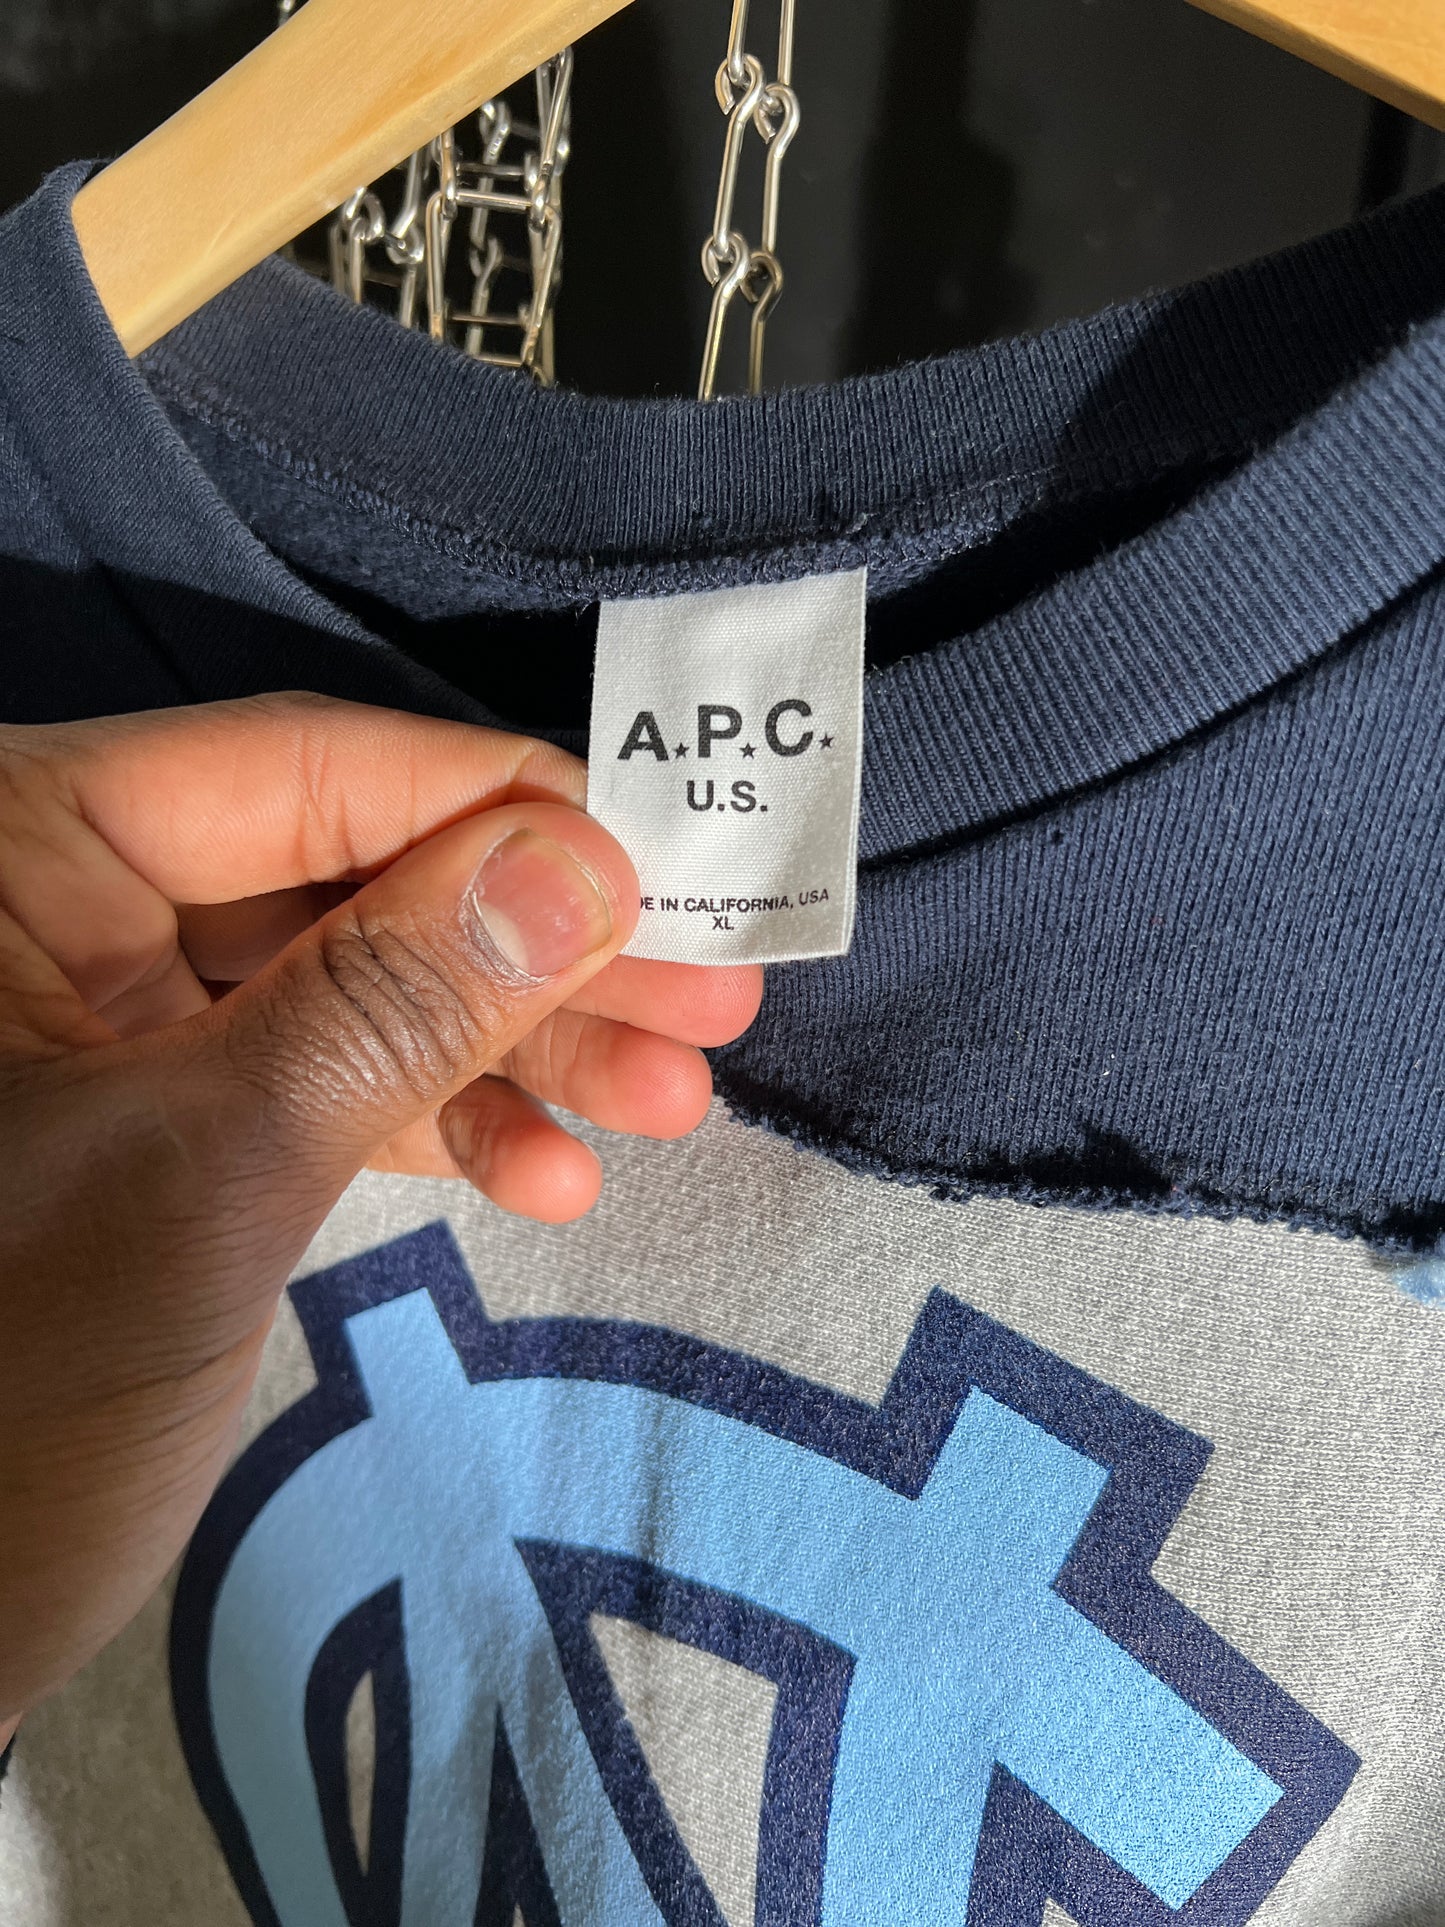 A.P.C.
U.S.
DE IN CALIFORNIA, USA
XL